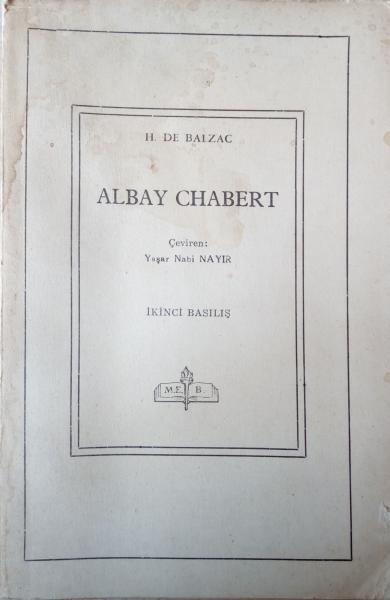 H. DE BALZAC
ALBAY CHABERT
Çeviren:
Yaşar Nabi NAYIR
İKİNCİ BASILIŞ
M.E. B.